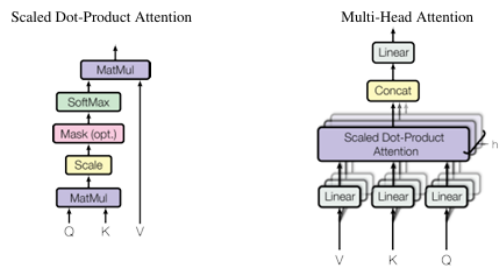 Scaled Dot-Product Attention
MatMul
SoftMax
Mask (opt.)
Scale
MatMul
Q K V
Multi-Head Attention
Linear
Concat
Scaled Dot-Product
Attention
h
Linear Linear Linear
V K Q